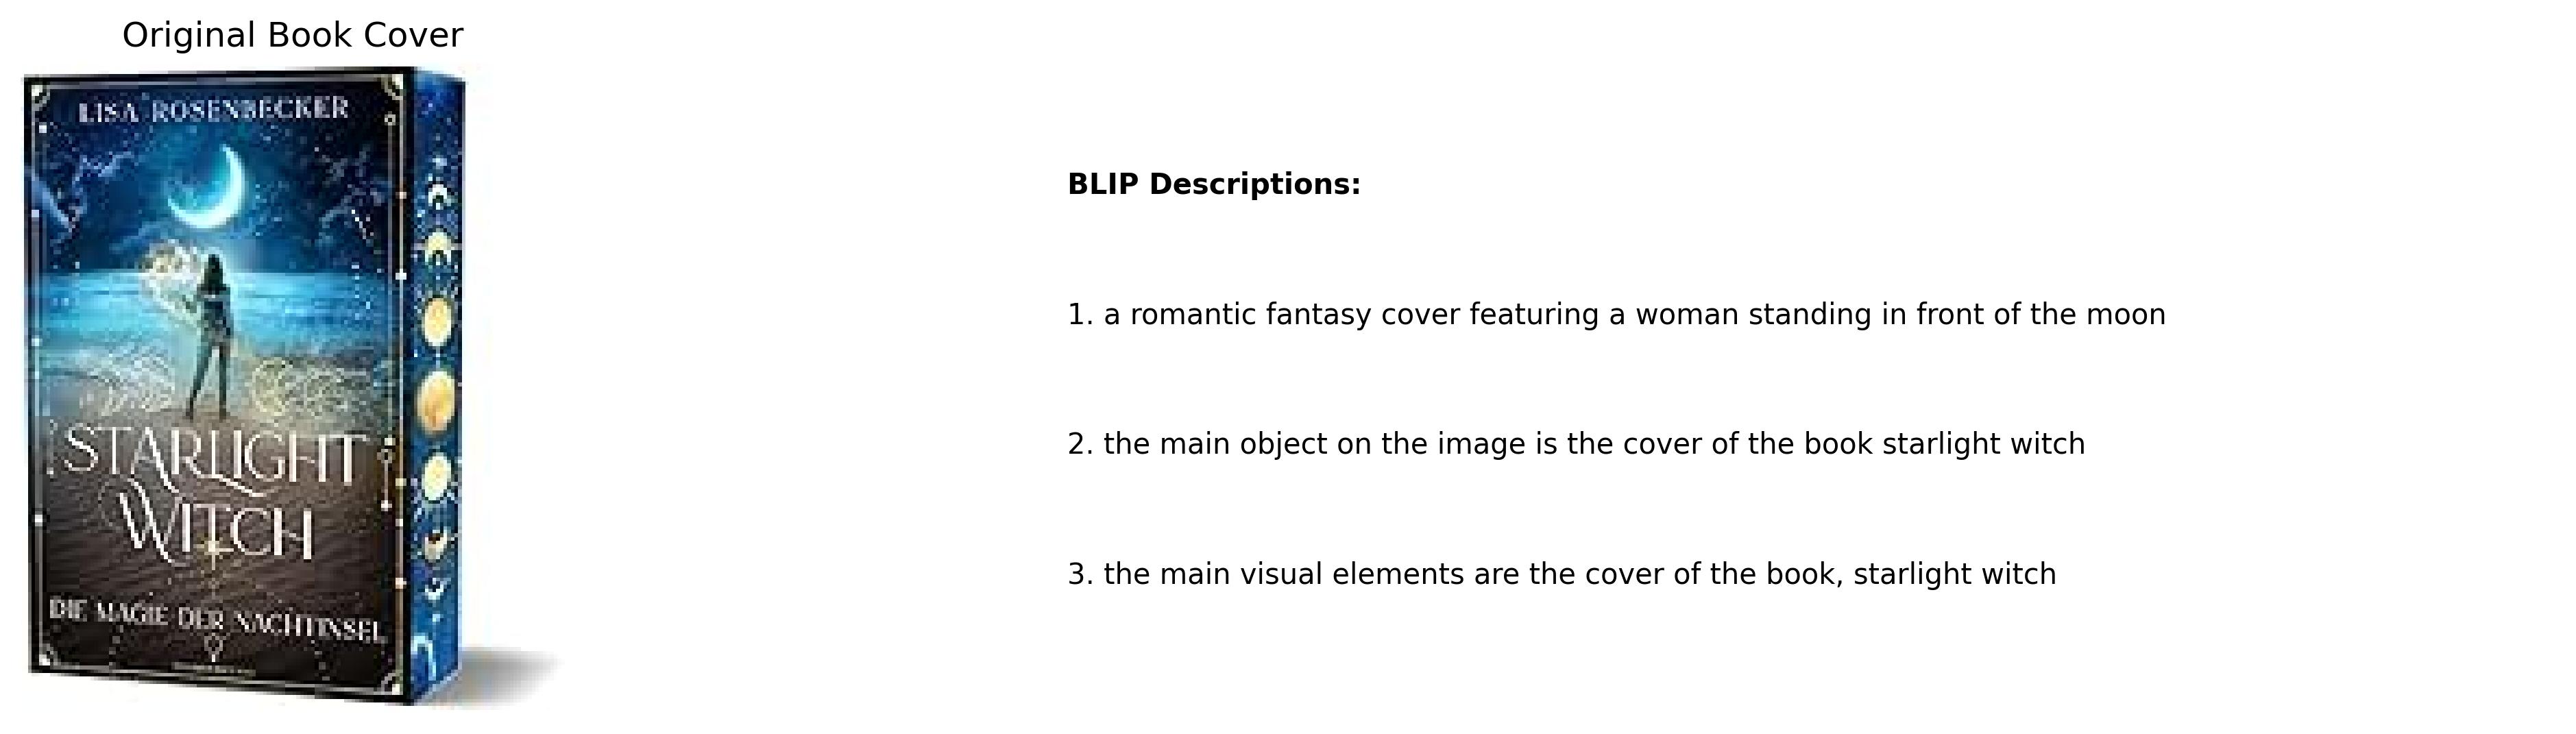 Original Book Cover
LISA ROSENBECKER
STARLIGHT
WITCH
DIE MAGIE DER NACHTINSEL
BLIP Descriptions:
1. a romantic fantasy cover featuring a woman standing in front of the moon
2. the main object on the image is the cover of the book starlight witch
3. the main visual elements are the cover of the book, starlight witch